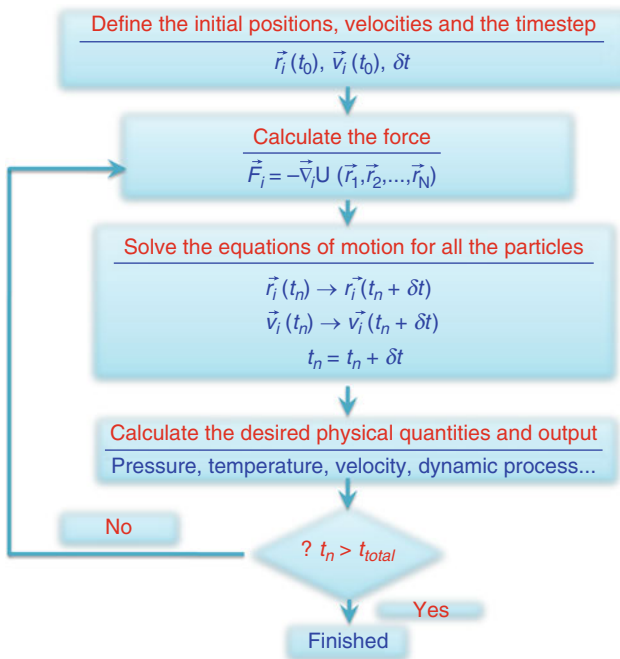 Define the initial positions, velocities and the timestep
r⃗ᵢ(t₀), v⃗ᵢ(t₀), δt
Calculate the force
F⃗ᵢ = −∇⃗ᵢU (r⃗₁,r⃗₂,...,r⃗_N)
Solve the equations of motion for all the particles
r⃗ᵢ(tₙ) → r⃗ᵢ(tₙ + δt)
v⃗ᵢ(tₙ) → v⃗ᵢ(tₙ + δt)
tₙ = tₙ + δt
Calculate the desired physical quantities and output
Pressure, temperature, velocity, dynamic process...
No
? tₙ > t_total
Yes
Finished